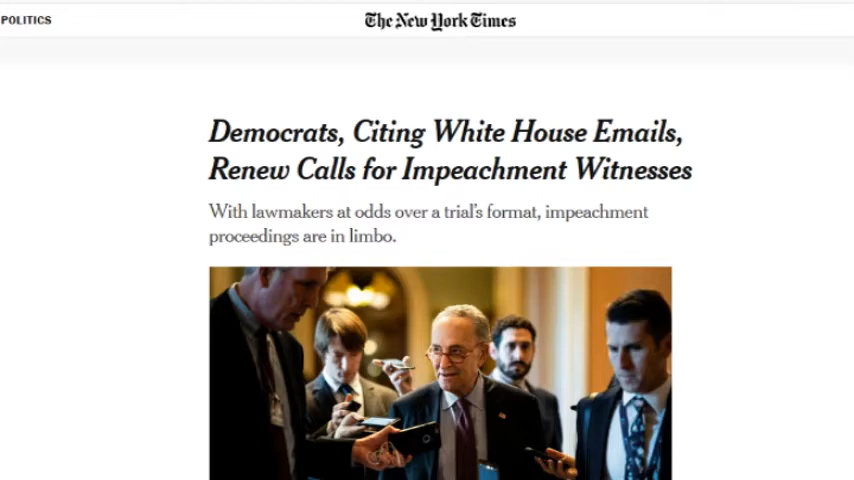 POLITICS
The New York Times
Democrats, Citing White House Emails,
Renew Calls for Impeachment Witnesses
With lawmakers at odds over a trial's format, impeachment
proceedings are in limbo.